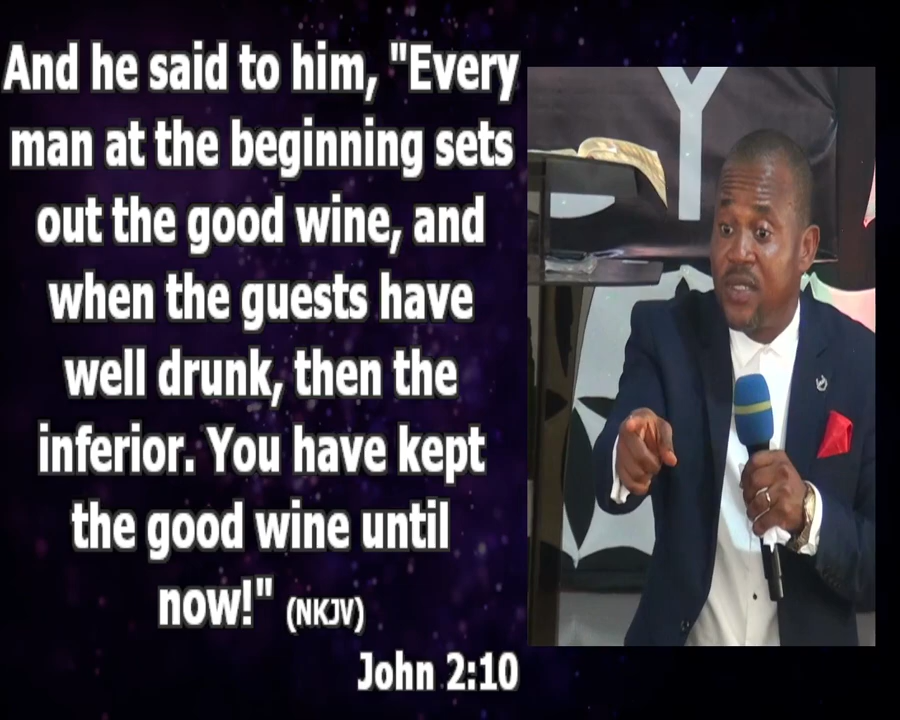 And he said to him, "Every
man at the beginning sets
out the good wine, and
when the guests have
well drunk, then the
inferior. You have kept
the good wine until
now!" (NKJV)
John 2:10
Y